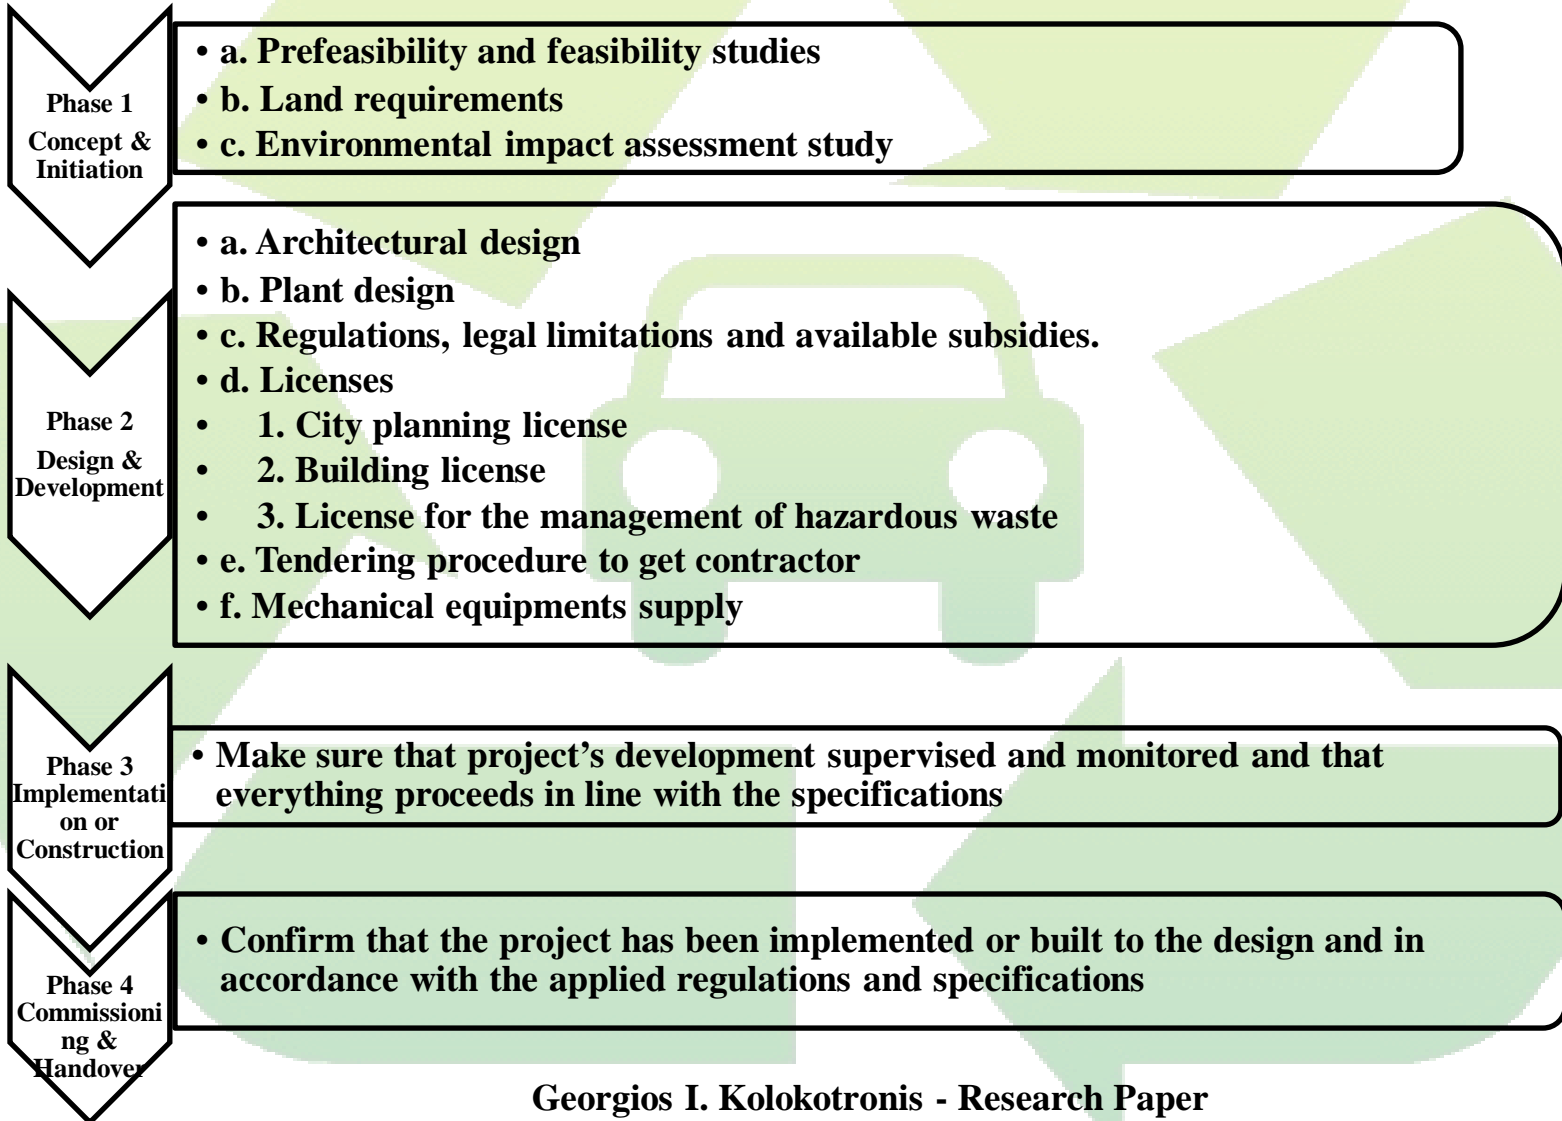 Phase 1
Concept &
Initiation
• a. Prefeasibility and feasibility studies
• b. Land requirements
• c. Environmental impact assessment study
Phase 2
Design &
Development
• a. Architectural design
• b. Plant design
• c. Regulations, legal limitations and available subsidies.
• d. Licenses
• 1. City planning license
• 2. Building license
• 3. License for the management of hazardous waste
• e. Tendering procedure to get contractor
• f. Mechanical equipments supply
Phase 3
Implementati
on or
Construction
• Make sure that project’s development supervised and monitored and that
everything proceeds in line with the specifications
Phase 4
Commissioni
ng &
Handover
• Confirm that the project has been implemented or built to the design and in
accordance with the applied regulations and specifications
Georgios I. Kolokotronis - Research Paper